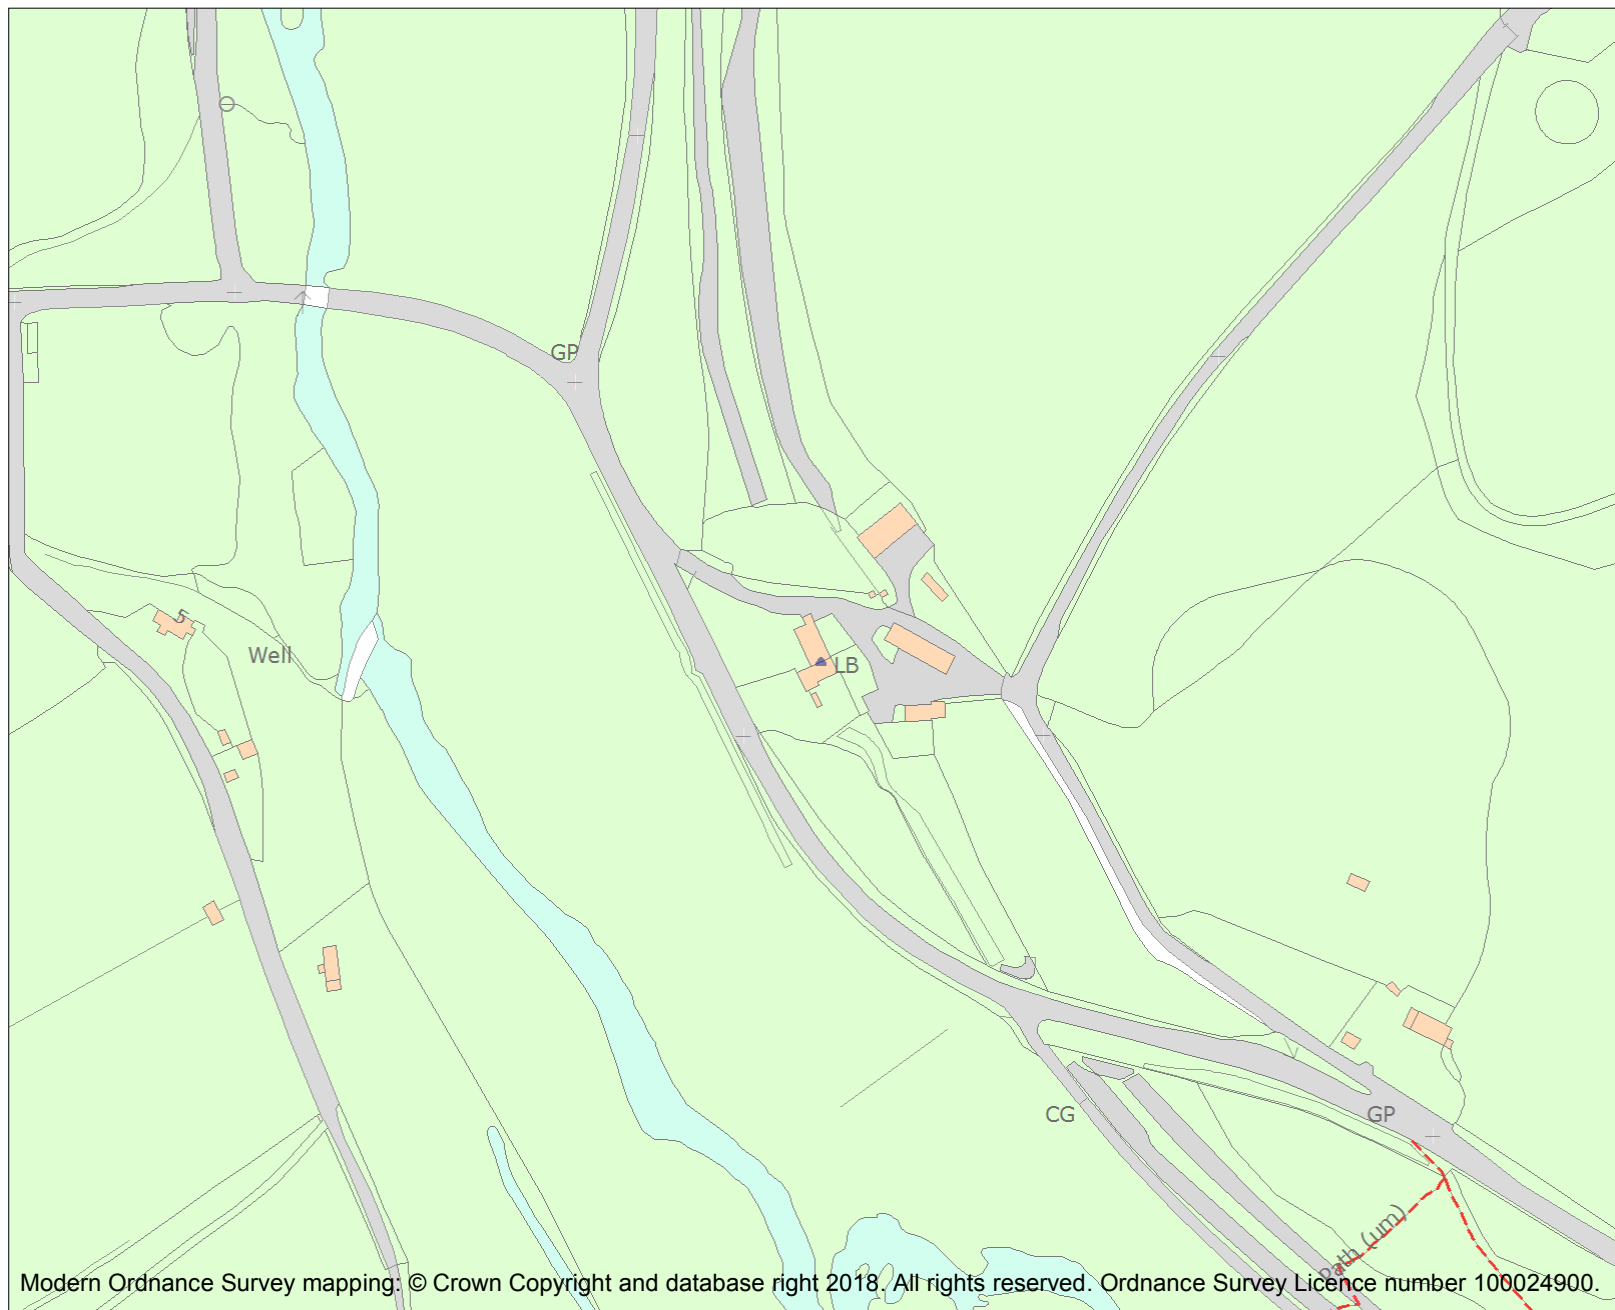 GP
5
Well
LB
CG
GP
Path (um)
Modern Ordnance Survey mapping: © Crown Copyright and database right 2018. All rights reserved. Ordnance Survey Licence number 100024900.